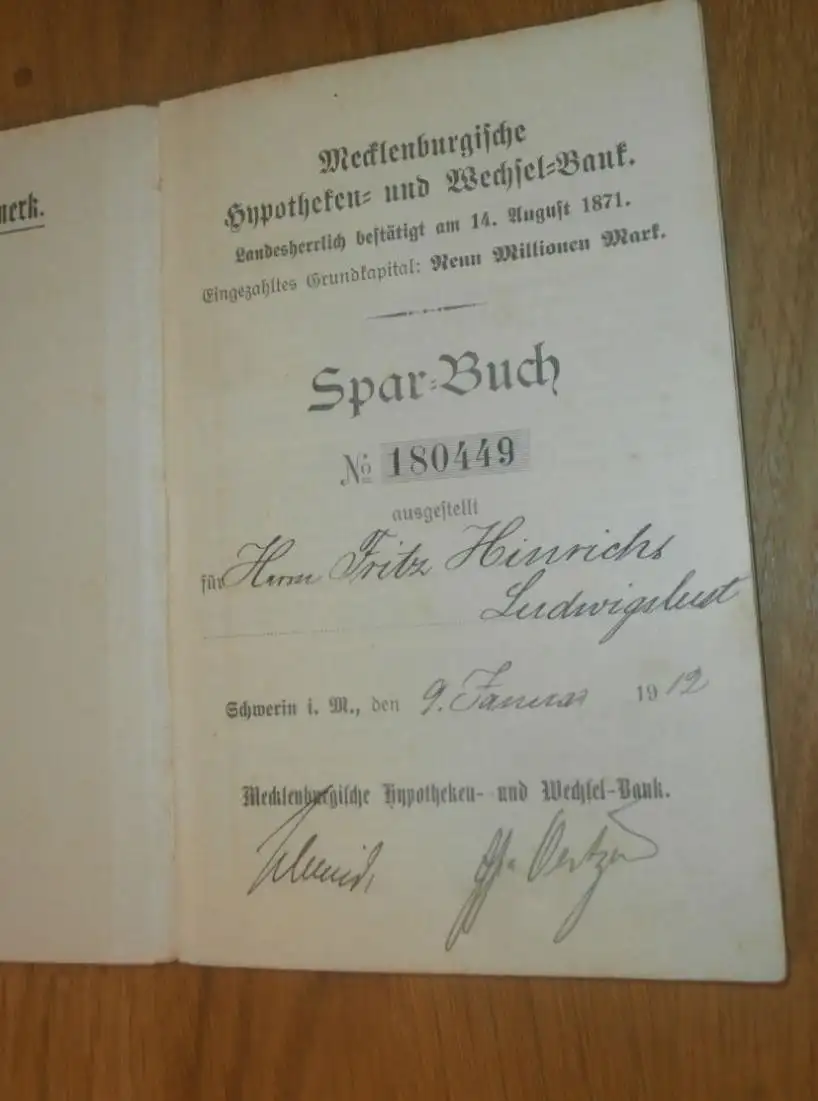 merk.
Mecklenburgische
Hypotheken- und Wechsel-Bank.
Landesherrlich bestätigt am 14. August 1871.
Eingezahltes Grundkapital: Neun Millionen Mark.
Spar-Buch
No 180449
ausgestellt
für Herrn Fritz Hinrichs
Ludwigslust
Schwerin i. M., den 9. Januar 1912
Mecklenburgische Hypotheken- und Wechsel-Bank.
Oertzen